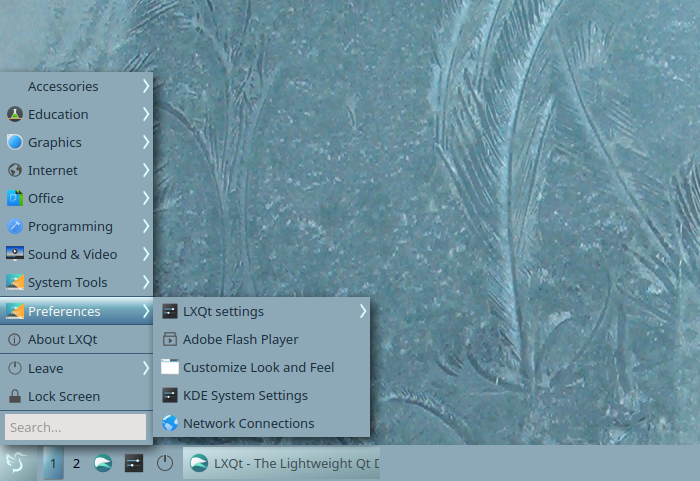 Accessories
Education
Graphics
Internet
Office
Programming
Sound & Video
System Tools
Preferences
About LXQt
Leave
Lock Screen
Search...
LXQt settings
Adobe Flash Player
Customize Look and Feel
KDE System Settings
Network Connections
1 2 LXQt - The Lightweight Qt D